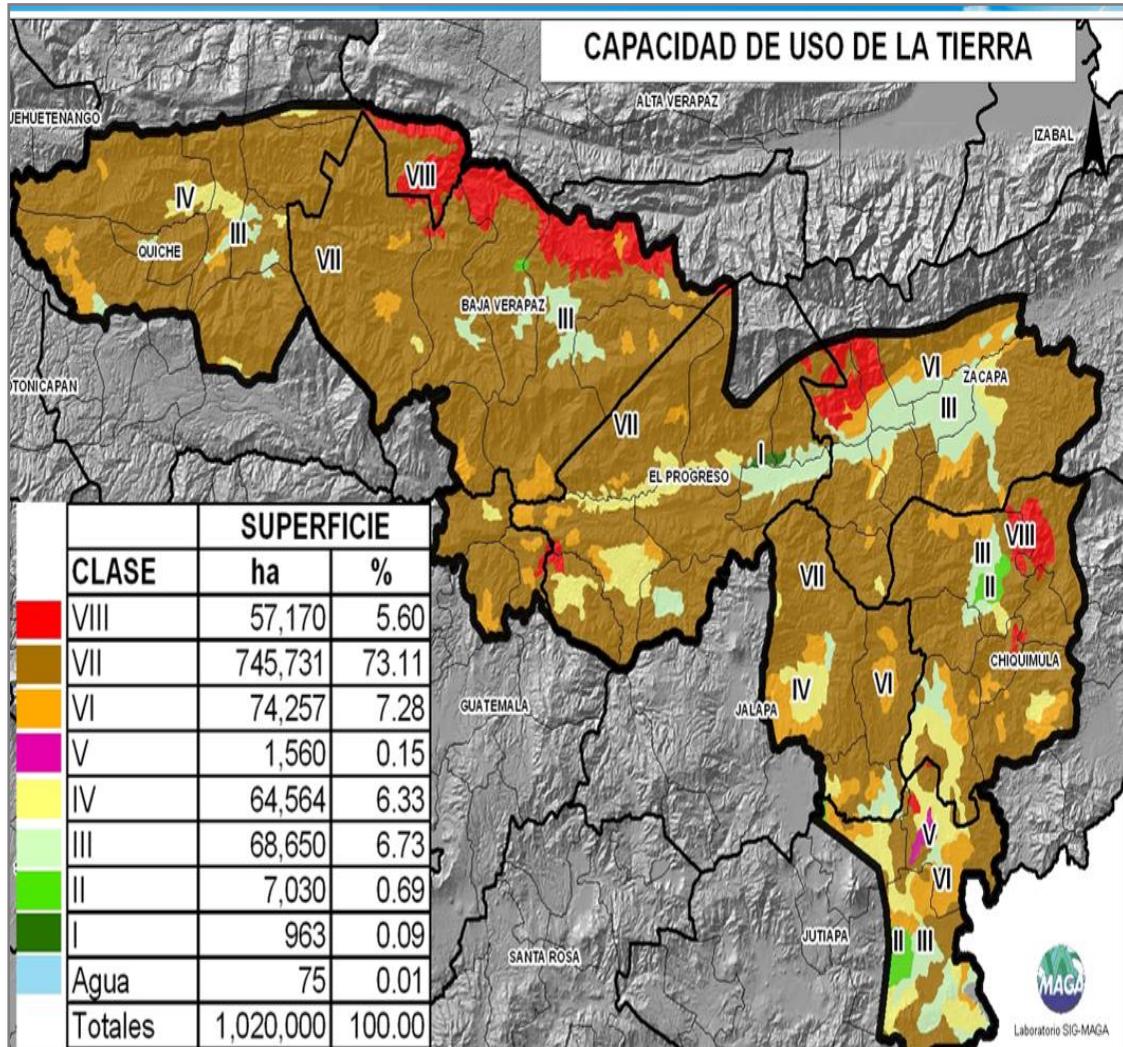 CAPACIDAD DE USO DE LA TIERRA
ALTA VERAPAZ
JEHUETENANGO
IZABAL
VIII
IV
III
QUICHE
VII
BAJA VERAPAZ
III
OTONICAPAN
VI
ZACAPA
III
VII
I
EL PROGRESO
VIII
III
II
VII
CHIQUIMULA
VI
IV
JALAPA
GUATEMALA
V
VI
II III
JUTIAPA
SANTA ROSA
SUPERFICIE
CLASE ha %
VIII 57,170 5.60
VII 745,731 73.11
VI 74,257 7.28
V 1,560 0.15
IV 64,564 6.33
III 68,650 6.73
II 7,030 0.69
I 963 0.09
Agua 75 0.01
Totales 1,020,000 100.00
MAGA
Laboratorio SIG-MAGA